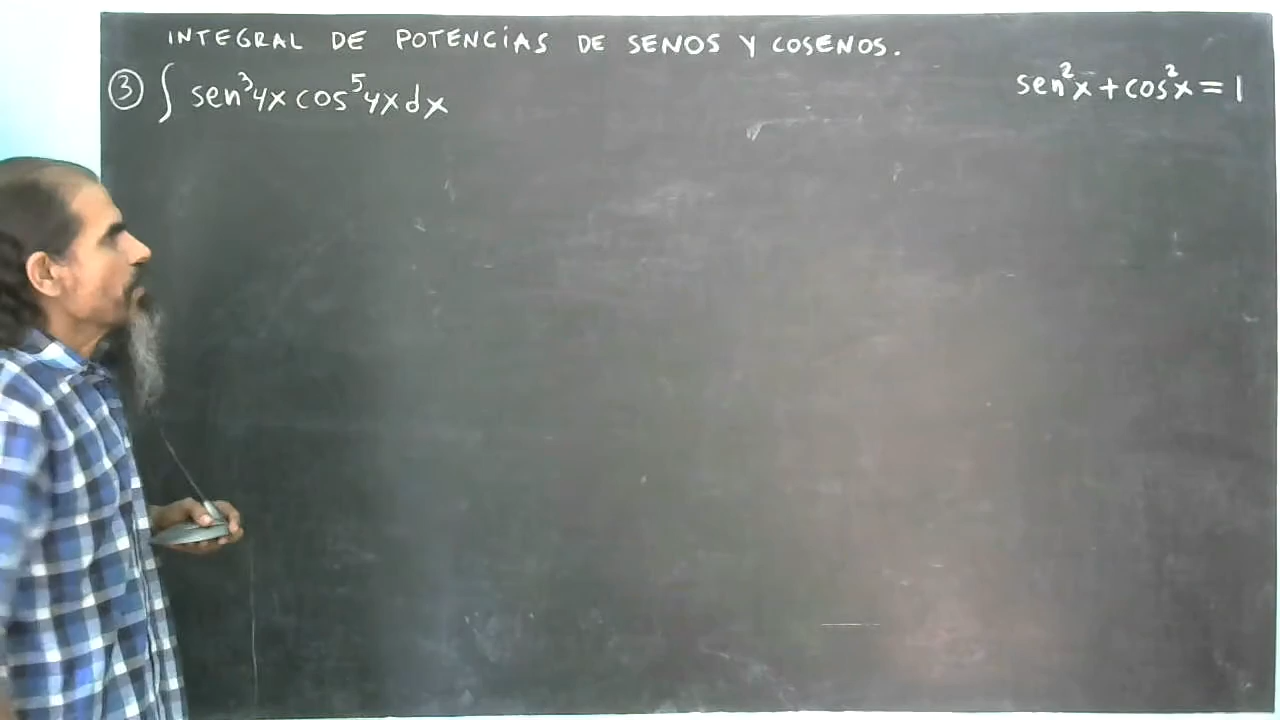 INTEGRAL DE POTENCIAS DE SENOS Y COSENOS.
③ ∫ sen³4x cos⁵4x dx
sen²x + cos²x = 1